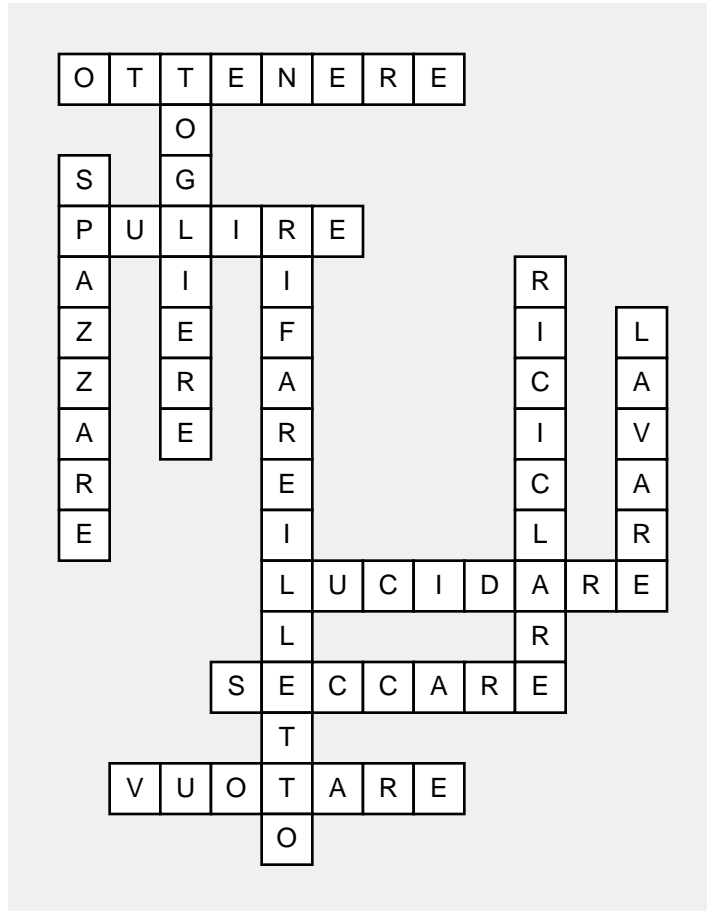 OTTENERE
TOGLIERE
SPAZZARE
PULIRE
RIFAREILLETTO
RICICLARE
LAVARE
LUCIDARE
SECCARE
VUOTARE